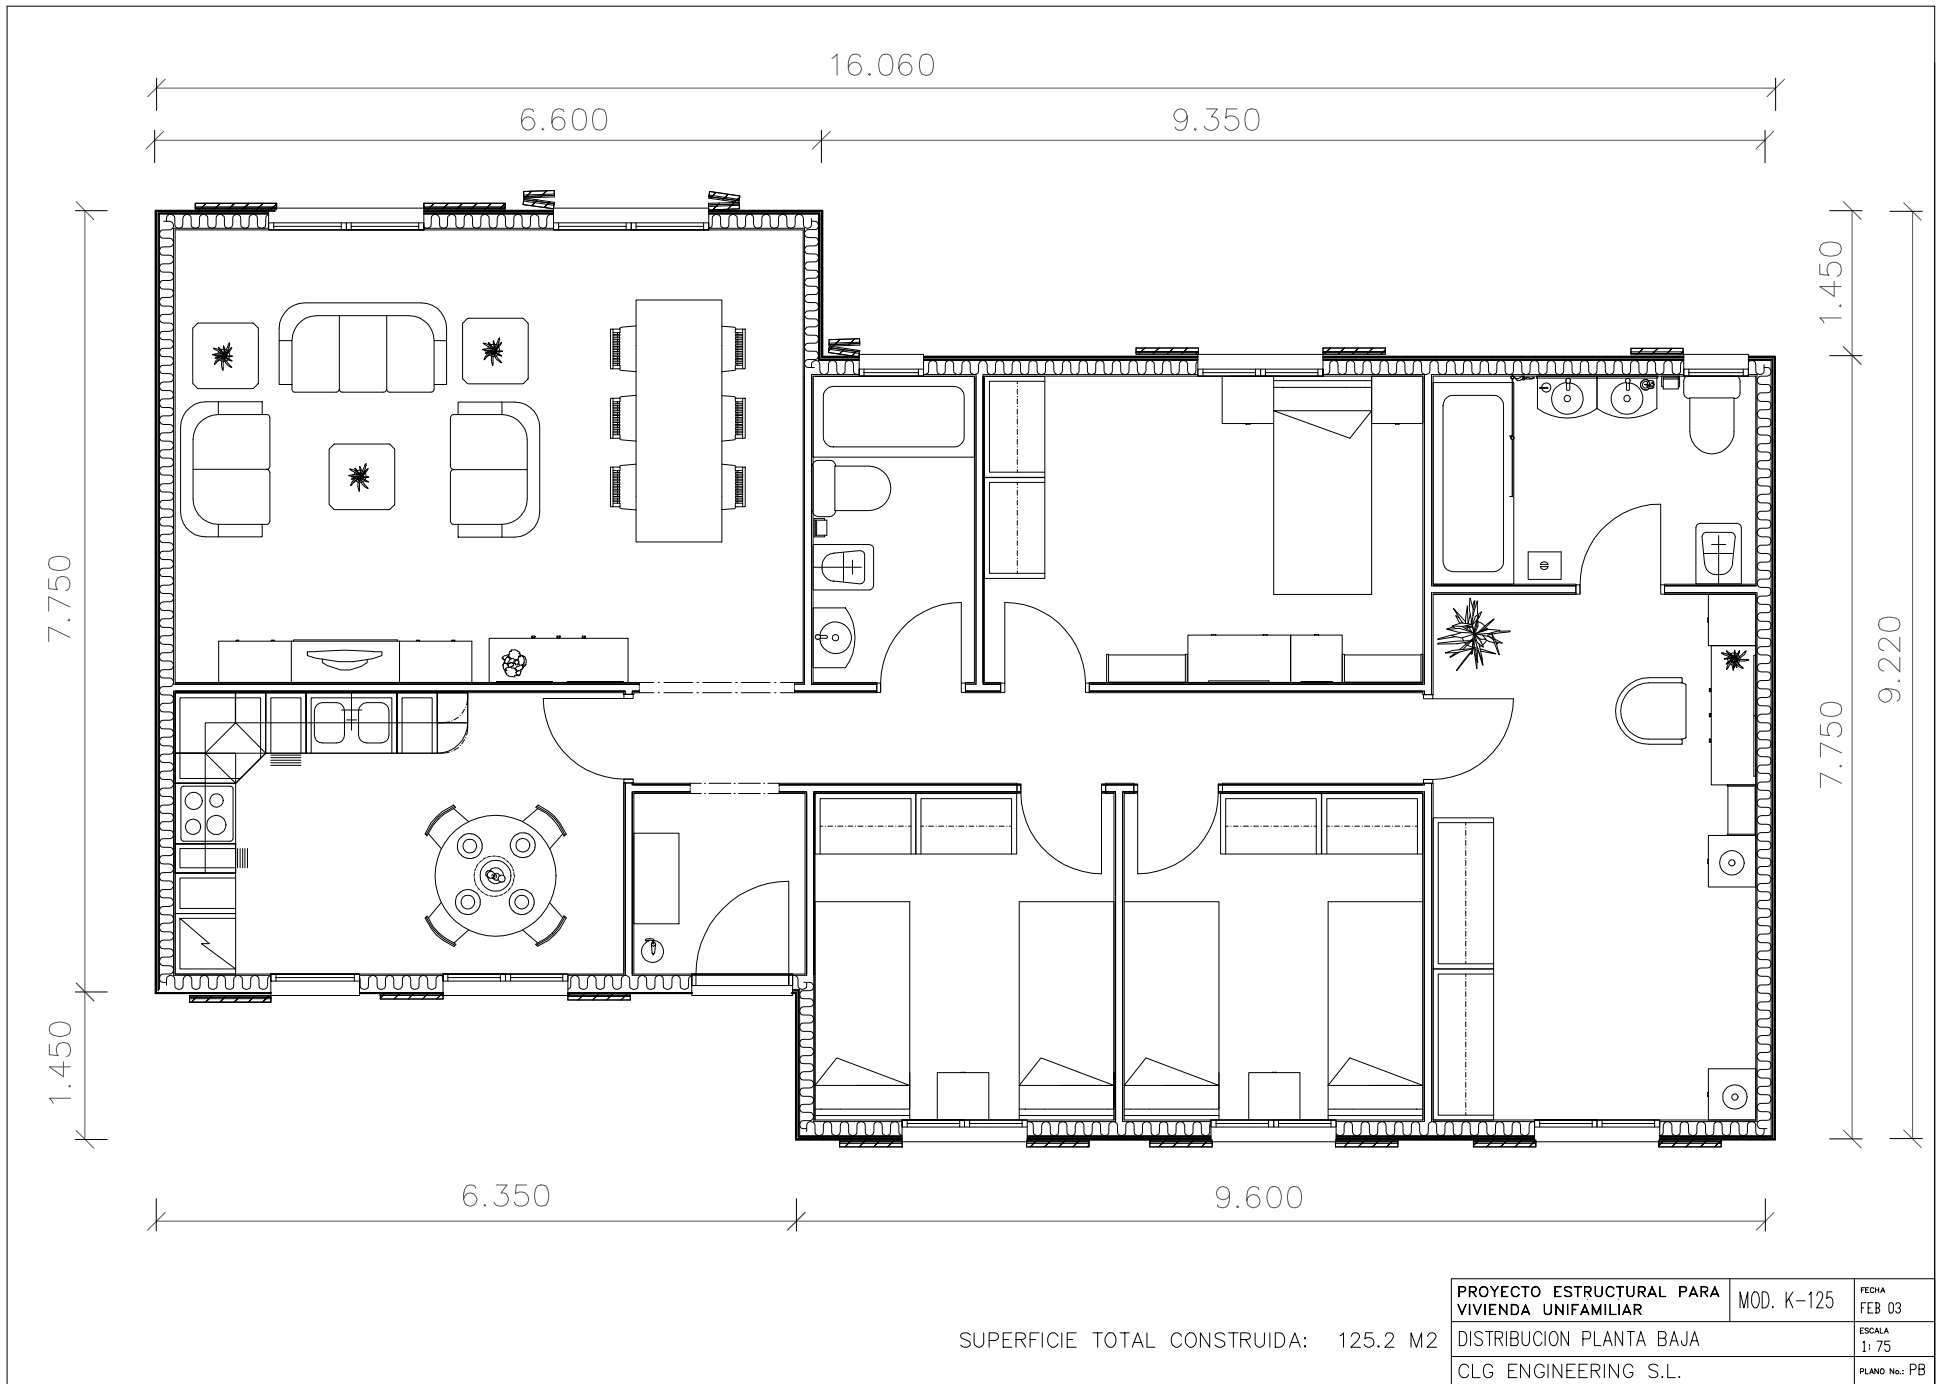 16.060
6.600
9.350
1.450
7.750
9.220
7.750
1.450
6.350
9.600
SUPERFICIE TOTAL CONSTRUIDA: 125.2 M2
PROYECTO ESTRUCTURAL PARA
VIVIENDA UNIFAMILIAR
MOD. K-125
FECHA
FEB 03
DISTRIBUCION PLANTA BAJA
ESCALA
1:75
CLG ENGINEERING S.L.
PLANO No.: PB